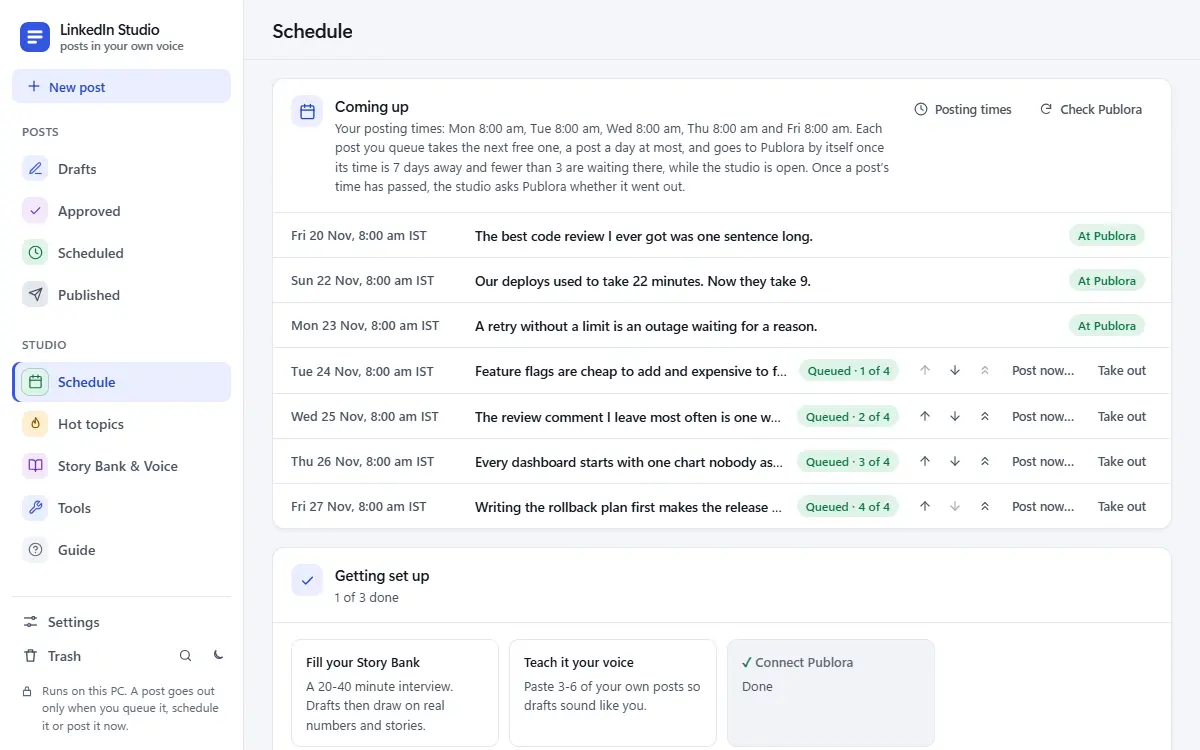 LinkedIn Studio
posts in your own voice
New post
POSTS
Drafts
Approved
Scheduled
Published
STUDIO
Schedule
Hot topics
Story Bank & Voice
Tools
Guide
Settings
Trash
Runs on this PC. A post goes out
only when you queue it, schedule
it or post it now.
Schedule
Coming up
Your posting times: Mon 8:00 am, Tue 8:00 am, Wed 8:00 am, Thu 8:00 am and Fri 8:00 am. Each
post you queue takes the next free one, a post a day at most, and goes to Publora by itself once
its time is 7 days away and fewer than 3 are waiting there, while the studio is open. Once a post's
time has passed, the studio asks Publora whether it went out.
Posting times
Check Publora
Fri 20 Nov, 8:00 am IST The best code review I ever got was one sentence long. At Publora
Sun 22 Nov, 8:00 am IST Our deploys used to take 22 minutes. Now they take 9. At Publora
Mon 23 Nov, 8:00 am IST A retry without a limit is an outage waiting for a reason. At Publora
Tue 24 Nov, 8:00 am IST Feature flags are cheap to add and expensive to f... Queued · 1 of 4 Post now... Take out
Wed 25 Nov, 8:00 am IST The review comment I leave most often is one w... Queued · 2 of 4 Post now... Take out
Thu 26 Nov, 8:00 am IST Every dashboard starts with one chart nobody as... Queued · 3 of 4 Post now... Take out
Fri 27 Nov, 8:00 am IST Writing the rollback plan first makes the release ... Queued · 4 of 4 Post now... Take out
Getting set up
1 of 3 done
Fill your Story Bank
A 20-40 minute interview.
Drafts then draw on real
numbers and stories.
Teach it your voice
Paste 3-6 of your own posts so
drafts sound like you.
✓ Connect Publora
Done